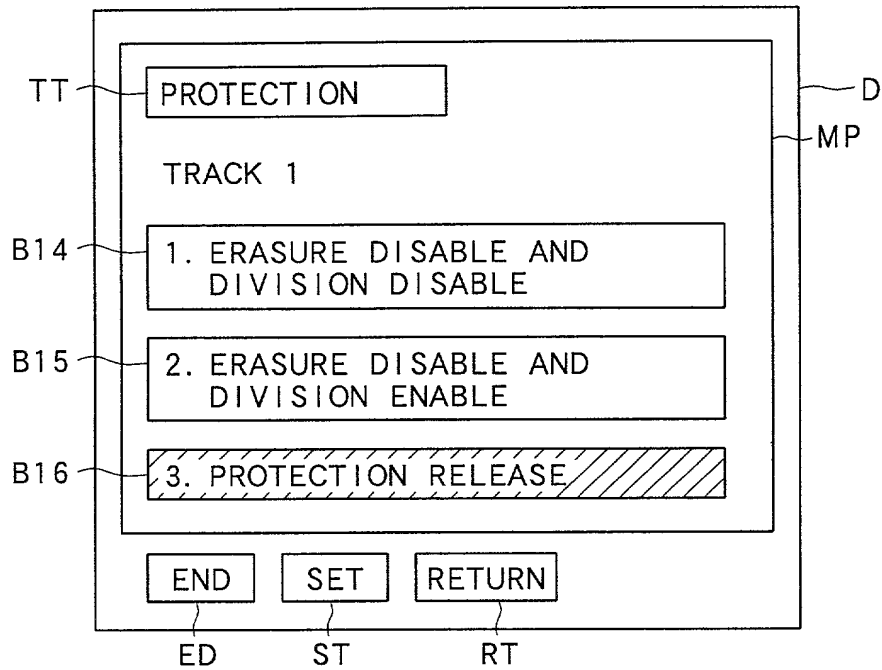 TT
PROTECTION
D
MP
TRACK 1
B14
1. ERASURE DISABLE AND
DIVISION DISABLE
B15
2. ERASURE DISABLE AND
DIVISION ENABLE
B16
3. PROTECTION RELEASE
END
SET
RETURN
ED
ST
RT